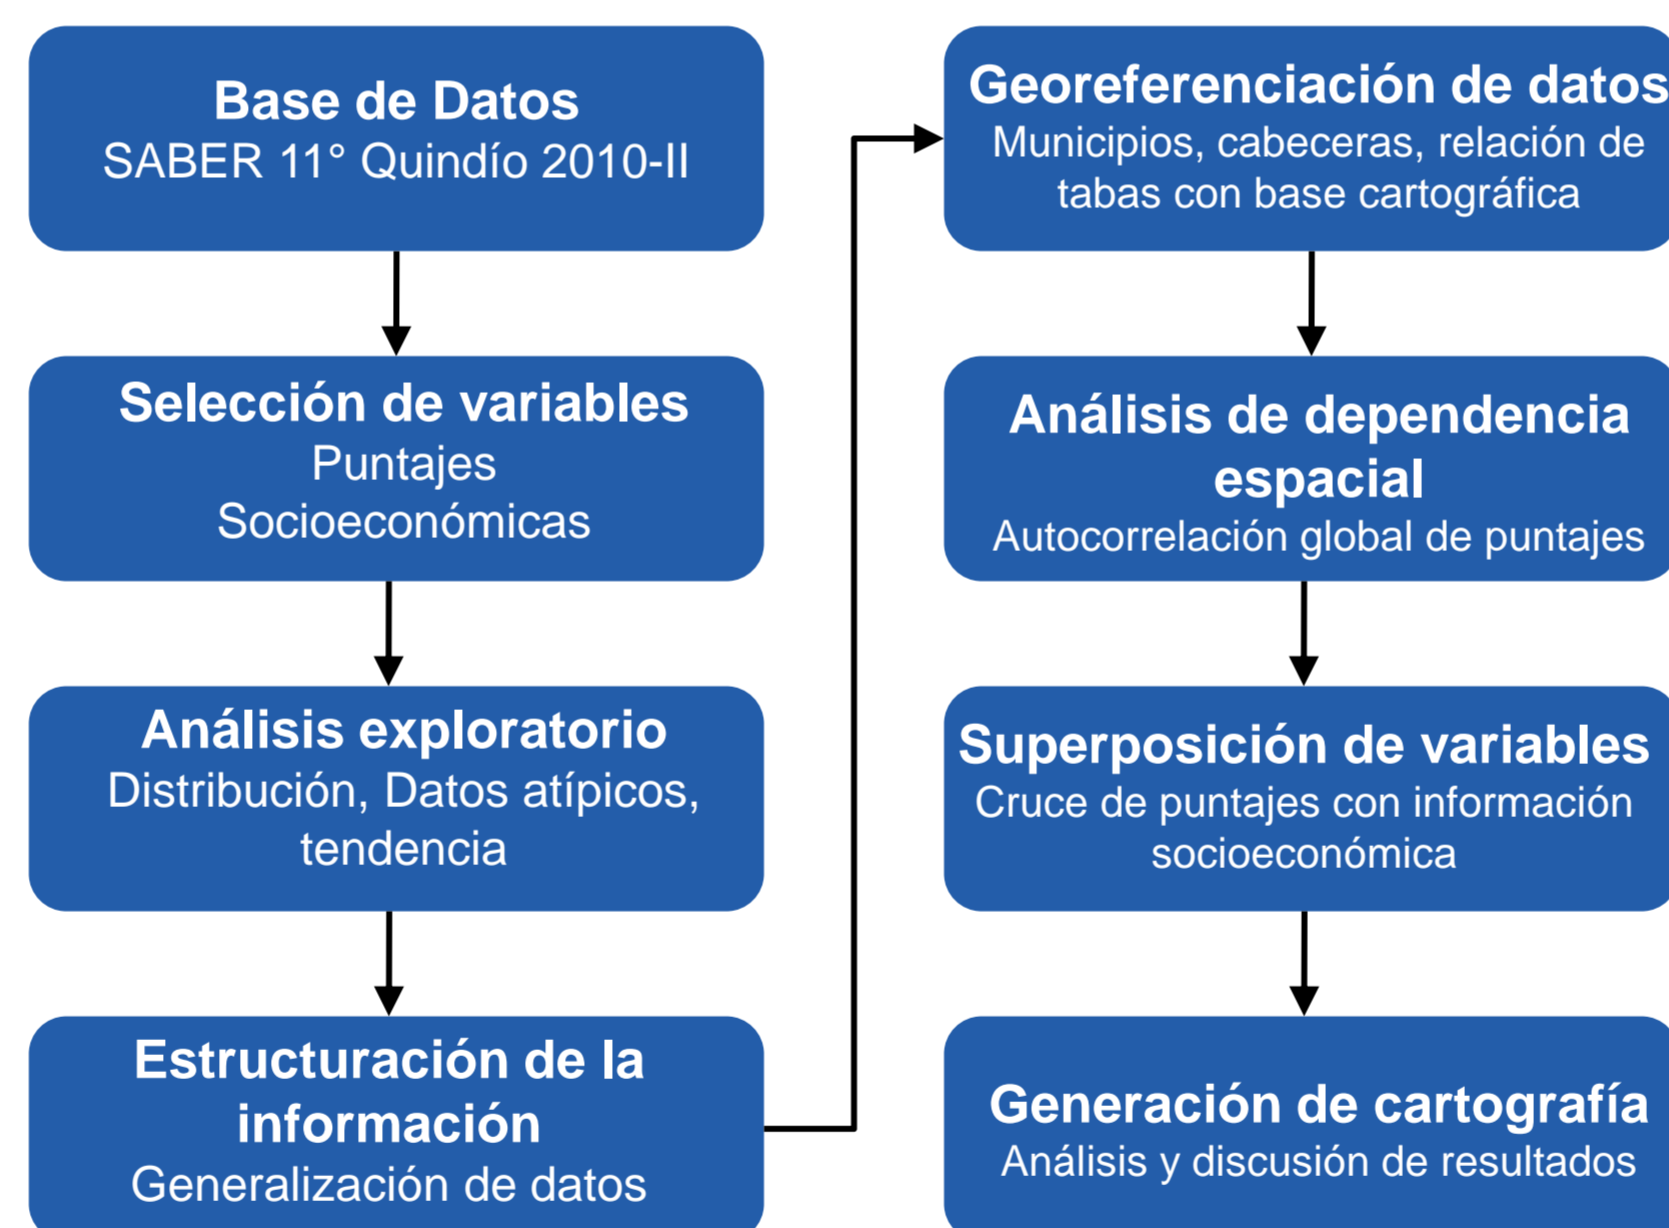 Base de Datos
SABER 11° Quindío 2010-II
Selección de variables
Puntajes
Socioeconómicas
Análisis exploratorio
Distribución, Datos atípicos,
tendencia
Estructuración de la
información
Generalización de datos
Georeferenciación de datos
Municipios, cabeceras, relación de
tabas con base cartográfica
Análisis de dependencia
espacial
Autocorrelación global de puntajes
Superposición de variables
Cruce de puntajes con información
socioeconómica
Generación de cartografía
Análisis y discusión de resultados